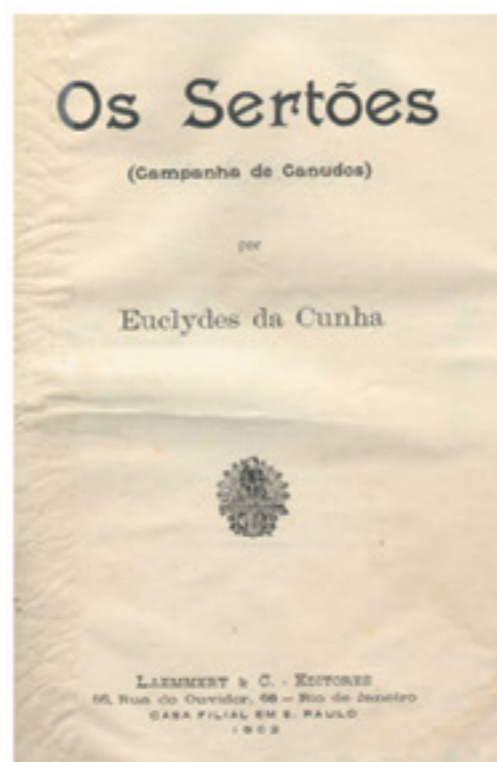 Os Sertões
(Campanha de Canudos)
por
Euclydes da Cunha
LAEMMERT & C. - EDITORES
66, Rua do Ouvidor, 66 — Rio de Janeiro
CASA FILIAL EM S. PAULO
1902